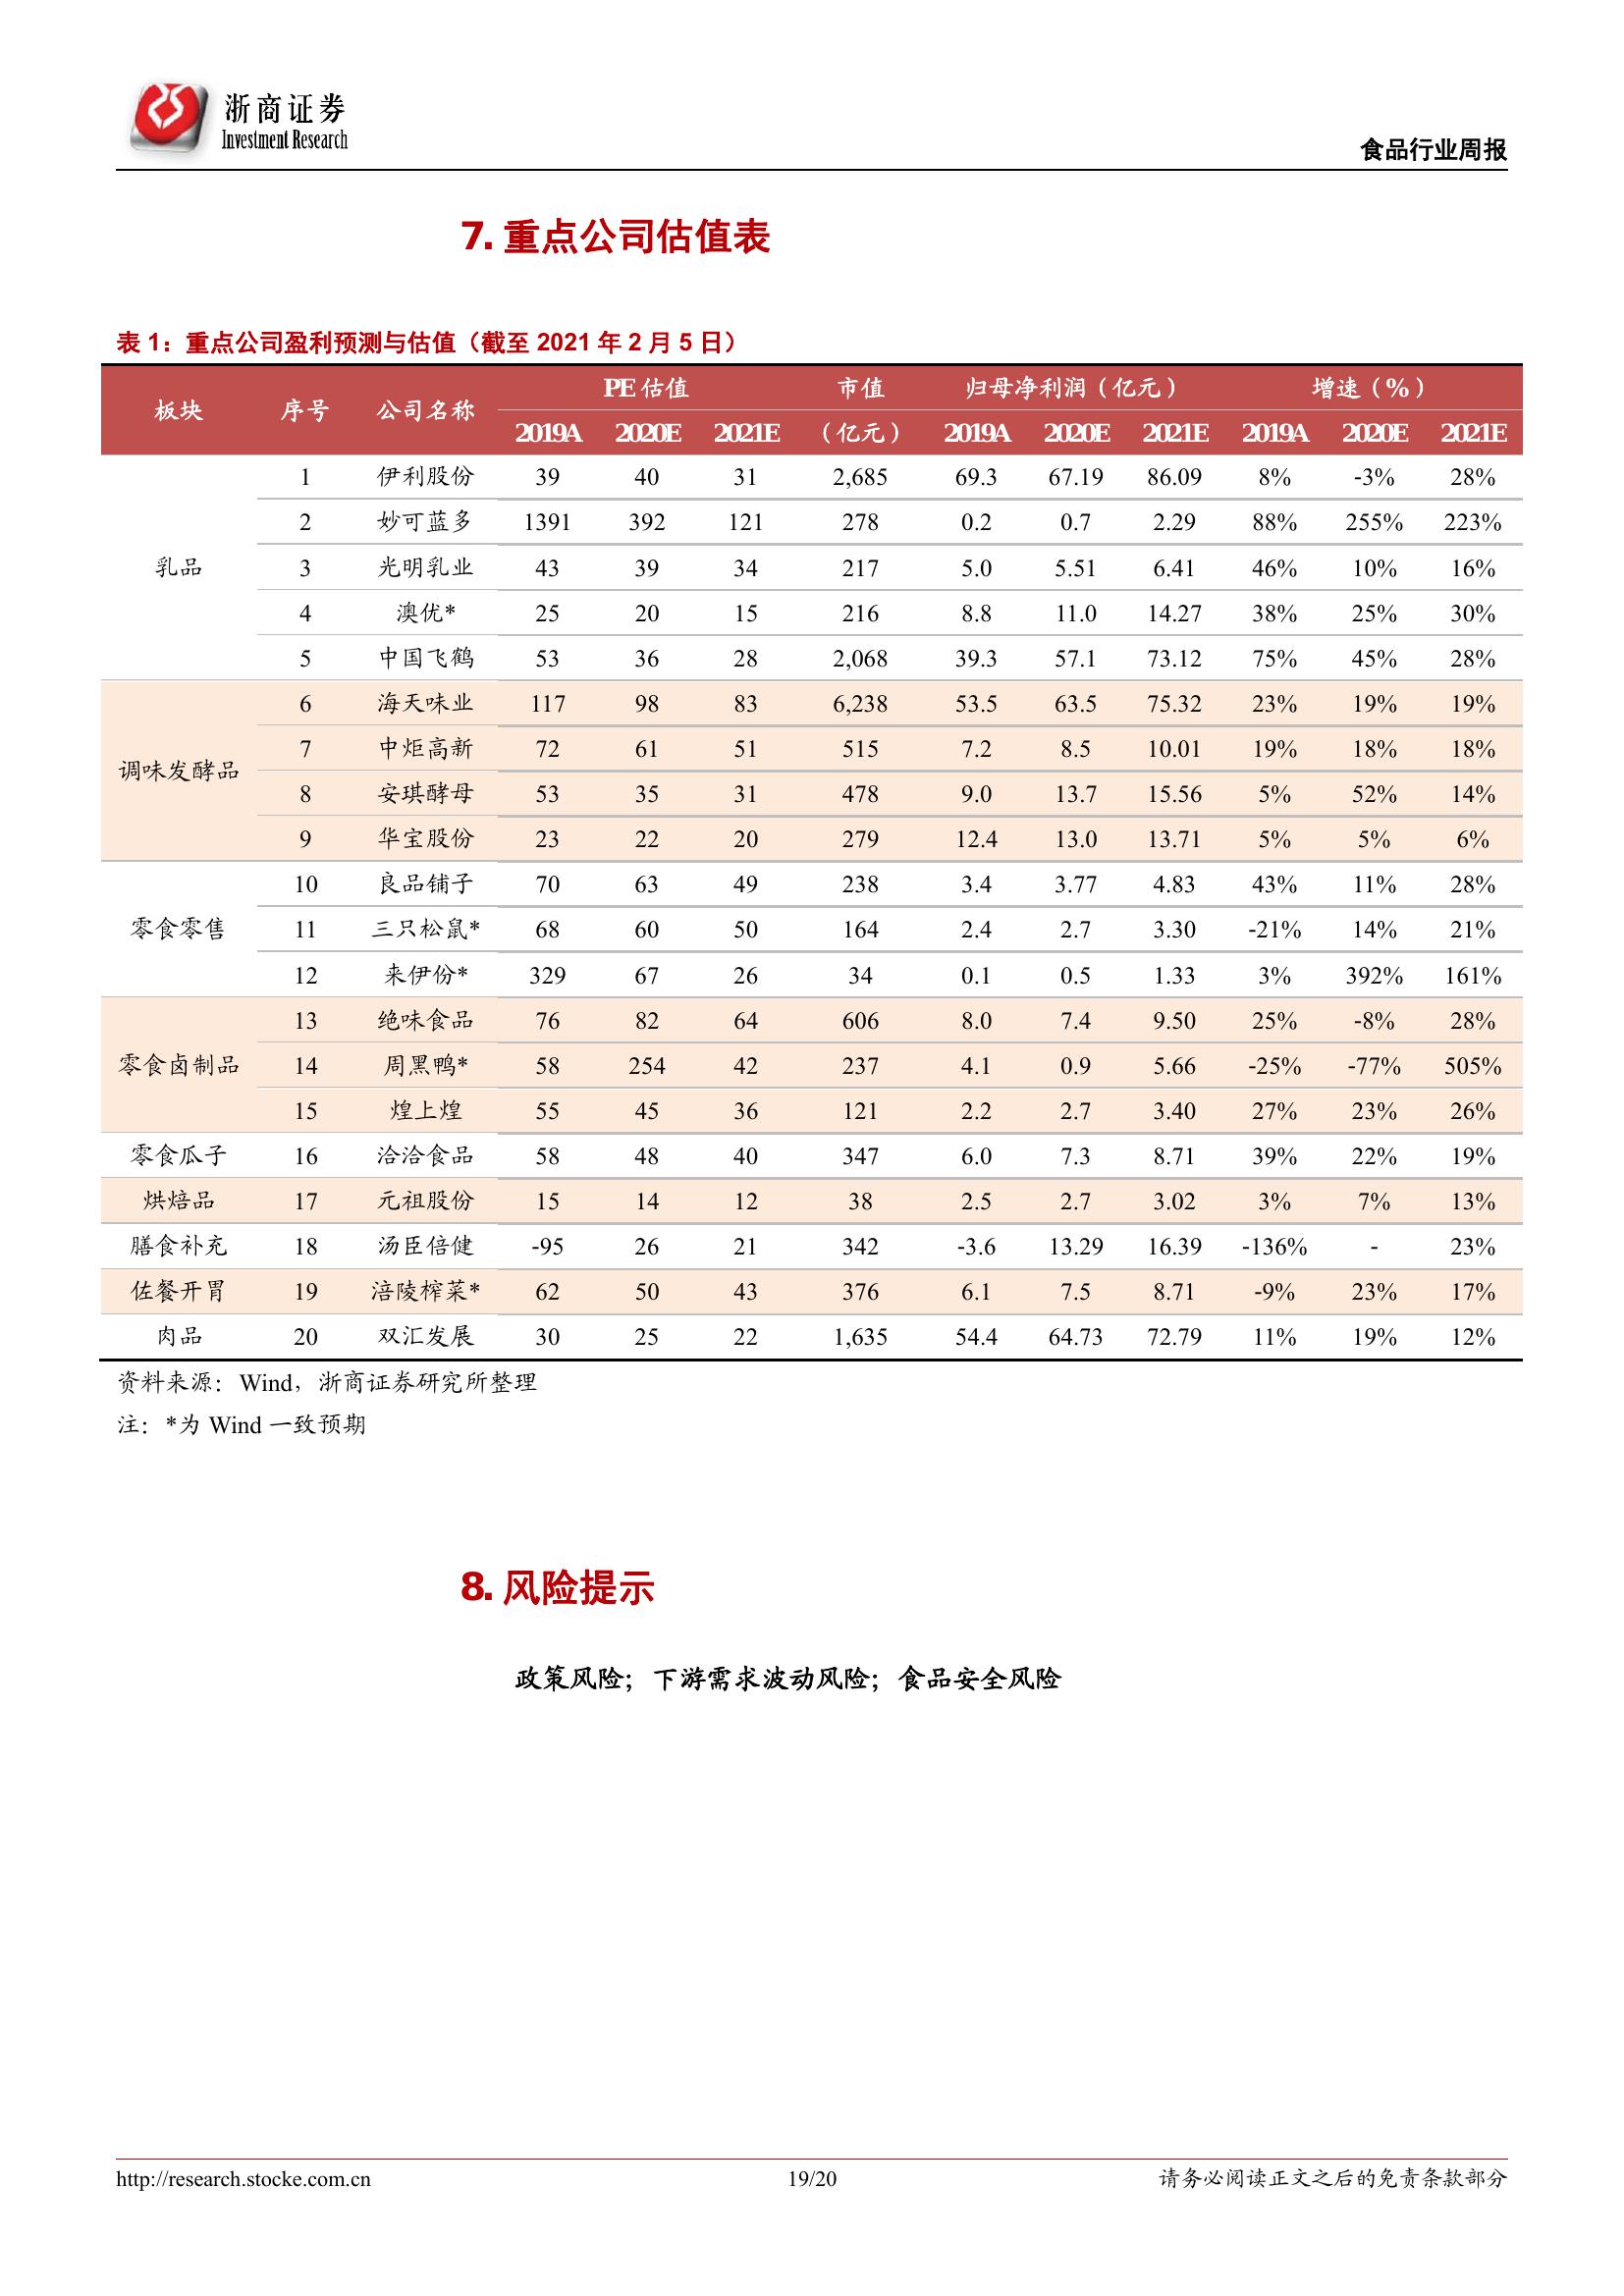 浙商证券
Investment Research
食品行业周报
7. 重点公司估值表
表 1：重点公司盈利预测与估值（截至 2021 年 2 月 5 日）
板块 序号 公司名称 PE 估值 市值（亿元） 归母净利润（亿元） 增速（%）
2019A 2020E 2021E 2019A 2020E 2021E 2019A 2020E 2021E
乳品 1 伊利股份 39 40 31 2,685 69.3 67.19 86.09 8% -3% 28%
2 妙可蓝多 1391 392 121 278 0.2 0.7 2.29 88% 255% 223%
3 光明乳业 43 39 34 217 5.0 5.51 6.41 46% 10% 16%
4 澳优* 25 20 15 216 8.8 11.0 14.27 38% 25% 30%
5 中国飞鹤 53 36 28 2,068 39.3 57.1 73.12 75% 45% 28%
调味发酵品 6 海天味业 117 98 83 6,238 53.5 63.5 75.32 23% 19% 19%
7 中炬高新 72 61 51 515 7.2 8.5 10.01 19% 18% 18%
8 安琪酵母 53 35 31 478 9.0 13.7 15.56 5% 52% 14%
9 华宝股份 23 22 20 279 12.4 13.0 13.71 5% 5% 6%
零食零售 10 良品铺子 70 63 49 238 3.4 3.77 4.83 43% 11% 28%
11 三只松鼠* 68 60 50 164 2.4 2.7 3.30 -21% 14% 21%
12 来伊份* 329 67 26 34 0.1 0.5 1.33 3% 392% 161%
零食卤制品 13 绝味食品 76 82 64 606 8.0 7.4 9.50 25% -8% 28%
14 周黑鸭* 58 254 42 237 4.1 0.9 5.66 -25% -77% 505%
15 煌上煌 55 45 36 121 2.2 2.7 3.40 27% 23% 26%
零食瓜子 16 洽洽食品 58 48 40 347 6.0 7.3 8.71 39% 22% 19%
烘焙品 17 元祖股份 15 14 12 38 2.5 2.7 3.02 3% 7% 13%
膳食补充 18 汤臣倍健 -95 26 21 342 -3.6 13.29 16.39 -136% - 23%
佐餐开胃 19 涪陵榨菜* 62 50 43 376 6.1 7.5 8.71 -9% 23% 17%
肉品 20 双汇发展 30 25 22 1,635 54.4 64.73 72.79 11% 19% 12%
资料来源：Wind，浙商证券研究所整理
注：*为 Wind 一致预期
8. 风险提示
政策风险；下游需求波动风险；食品安全风险
http://research.stocke.com.cn 19/20 请务必阅读正文之后的免责条款部分